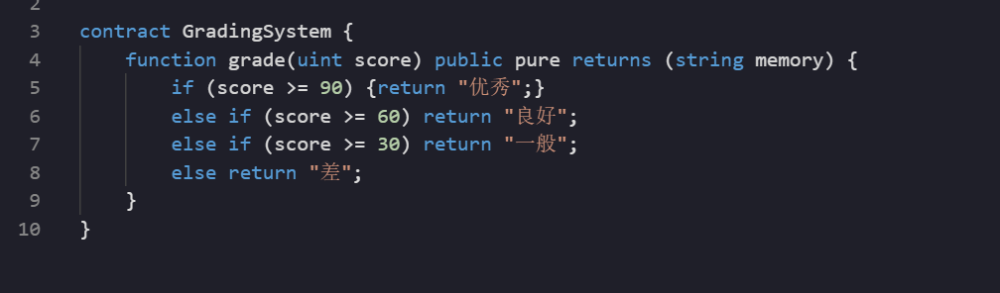 2
3 contract GradingSystem {
4 function grade(uint score) public pure returns (string memory) {
5 if (score >= 90) {return "优秀";}
6 else if (score >= 60) return "良好";
7 else if (score >= 30) return "一般";
8 else return "差";
9 }
10 }